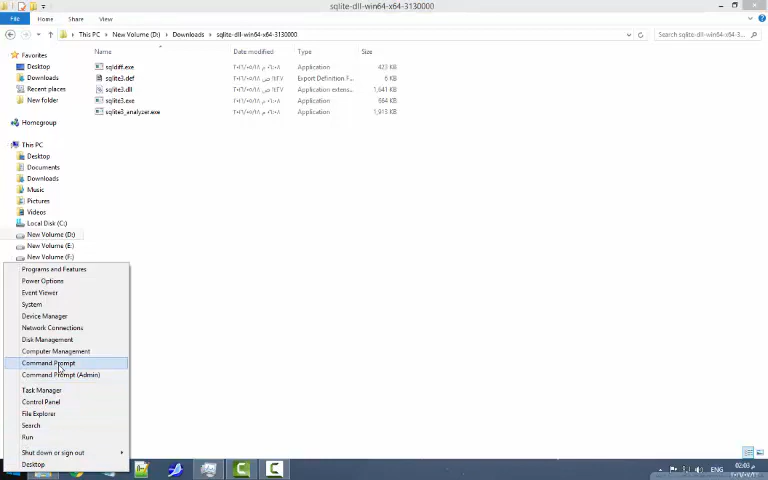 sqlite-dll-win64-x64-3130000
File Home Share View
This PC New Volume (D:) Downloads sqlite-dll-win64-x64-3130000
Search sqlite-dll-win64-x64-3...
Name Date modified Type Size
Favorites
Desktop
Downloads
Recent places
New folder
Homegroup
This PC
Desktop
Documents
Downloads
Music
Pictures
Videos
Local Disk (C:)
New Volume (D:)
New Volume (E:)
New Volume (F:)
sqldiff.exe Application 423 KB
sqlite3.def Export Definition F... 6 KB
sqlite3.dll Application extens... 1,641 KB
sqlite3.exe Application 664 KB
sqlite3_analyzer.exe Application 1,913 KB
Programs and Features
Power Options
Event Viewer
System
Device Manager
Network Connections
Disk Management
Computer Management
Command Prompt
Command Prompt (Admin)
Task Manager
Control Panel
File Explorer
Search
Run
Shut down or sign out
Desktop
ENG
02:03 م